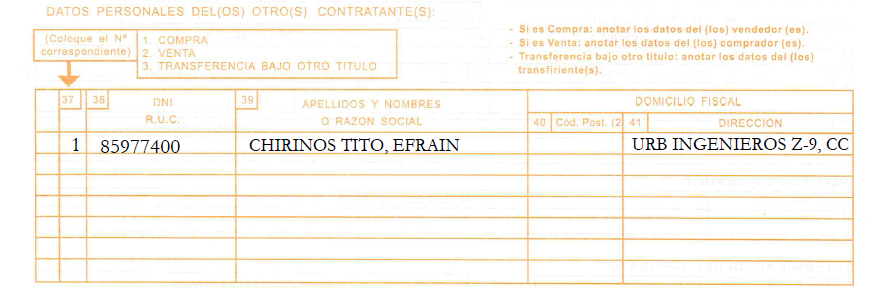 DATOS PERSONALES DEL(OS) OTRO(S) CONTRATANTE(S):
(Coloque el Nº correspondiente)
1. COMPRA
2. VENTA
3. TRANSFERENCIA BAJO OTRO TITULO
- Si es Compra: anotar los datos del (los) vendedor (es).
- Si es Venta: anotar los datos del (los) comprador (es).
- Transferencia bajo otro título: anotar los datos del (los)
transfiriente(s).
37 38 DNI 39 APELLIDOS Y NOMBRES DOMICILIO FISCAL
R.U.C. O RAZON SOCIAL 40 Cód. Post. (2 41 DIRECCIÓN
1 85977400 CHIRINOS TITO, EFRAIN URB INGENIEROS Z-9, CC